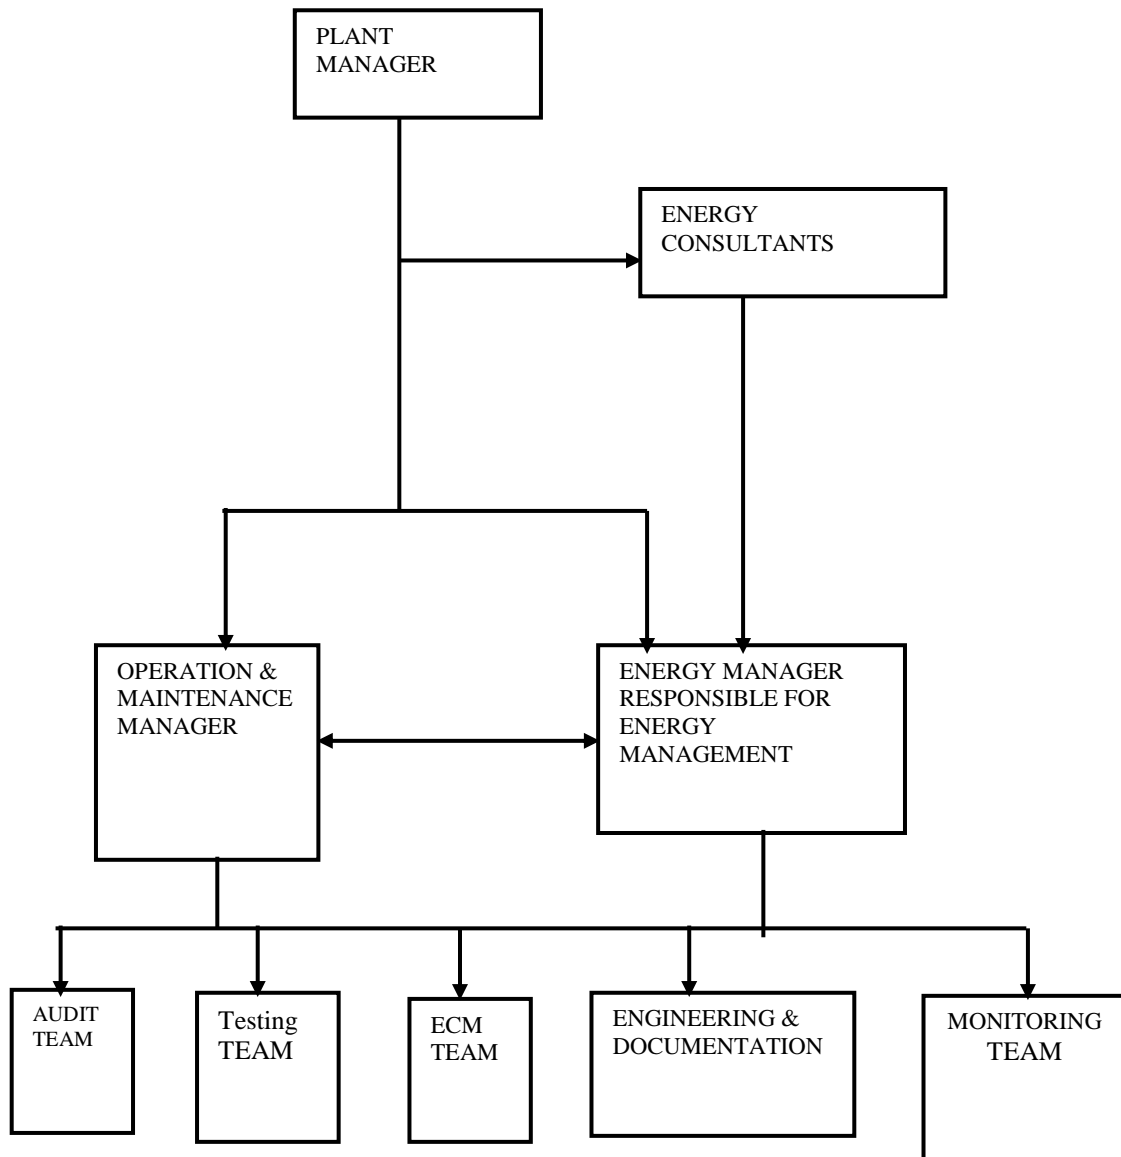 PLANT
MANAGER
ENERGY
CONSULTANTS
OPERATION &
MAINTENANCE
MANAGER
ENERGY MANAGER
RESPONSIBLE FOR
ENERGY
MANAGEMENT
AUDIT
TEAM
Testing
TEAM
ECM
TEAM
ENGINEERING &
DOCUMENTATION
MONITORING
TEAM